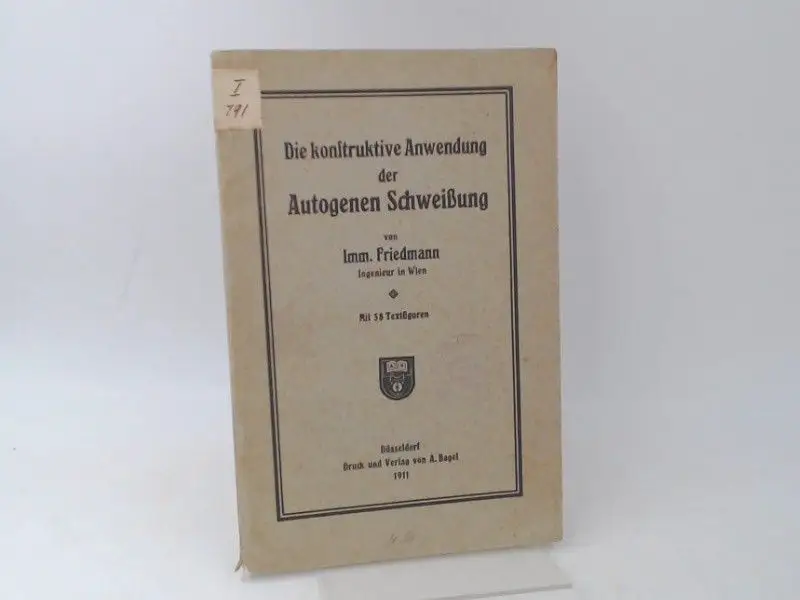 I
791
Die konſtruktive Anwendung
der
Autogenen Schweißung
von
Imm. Friedmann
Ingenieur in Wien
Mit 58 Textfiguren
Düsseldorf
Druck und Verlag von A. Bagel
1911